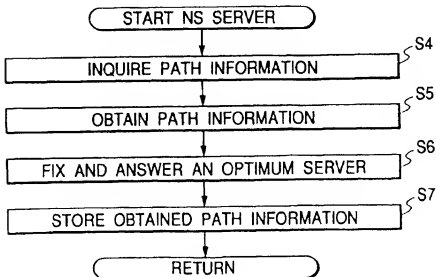 START NS SERVER
S4
INQUIRE PATH INFORMATION
S5
OBTAIN PATH INFORMATION
S6
FIX AND ANSWER AN OPTIMUM SERVER
S7
STORE OBTAINED PATH INFORMATION
RETURN